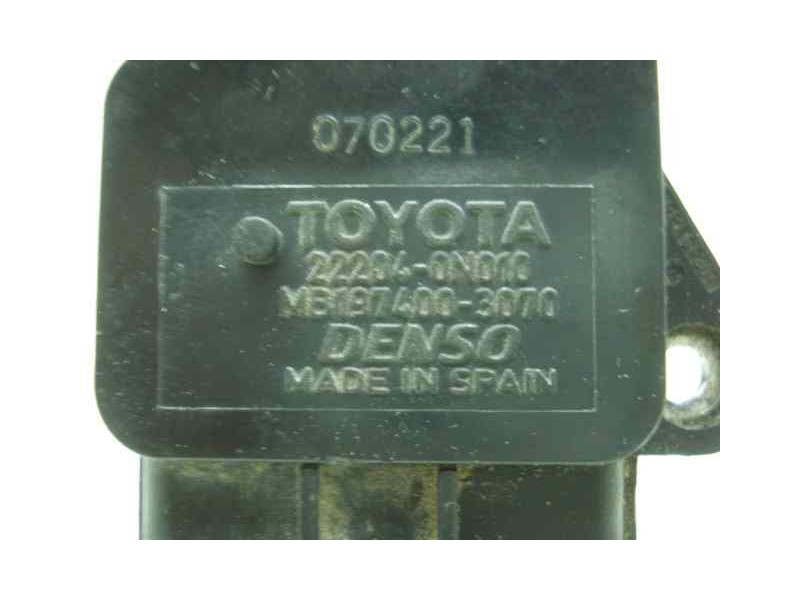 070221
TOYOTA
22204-0N010
MB197400-3070
DENSO
MADE IN SPAIN